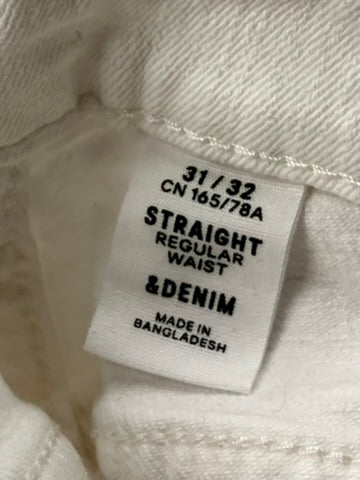 31 / 32
CN 165/78A
STRAIGHT
REGULAR
WAIST
&DENIM
MADE IN
BANGLADESH